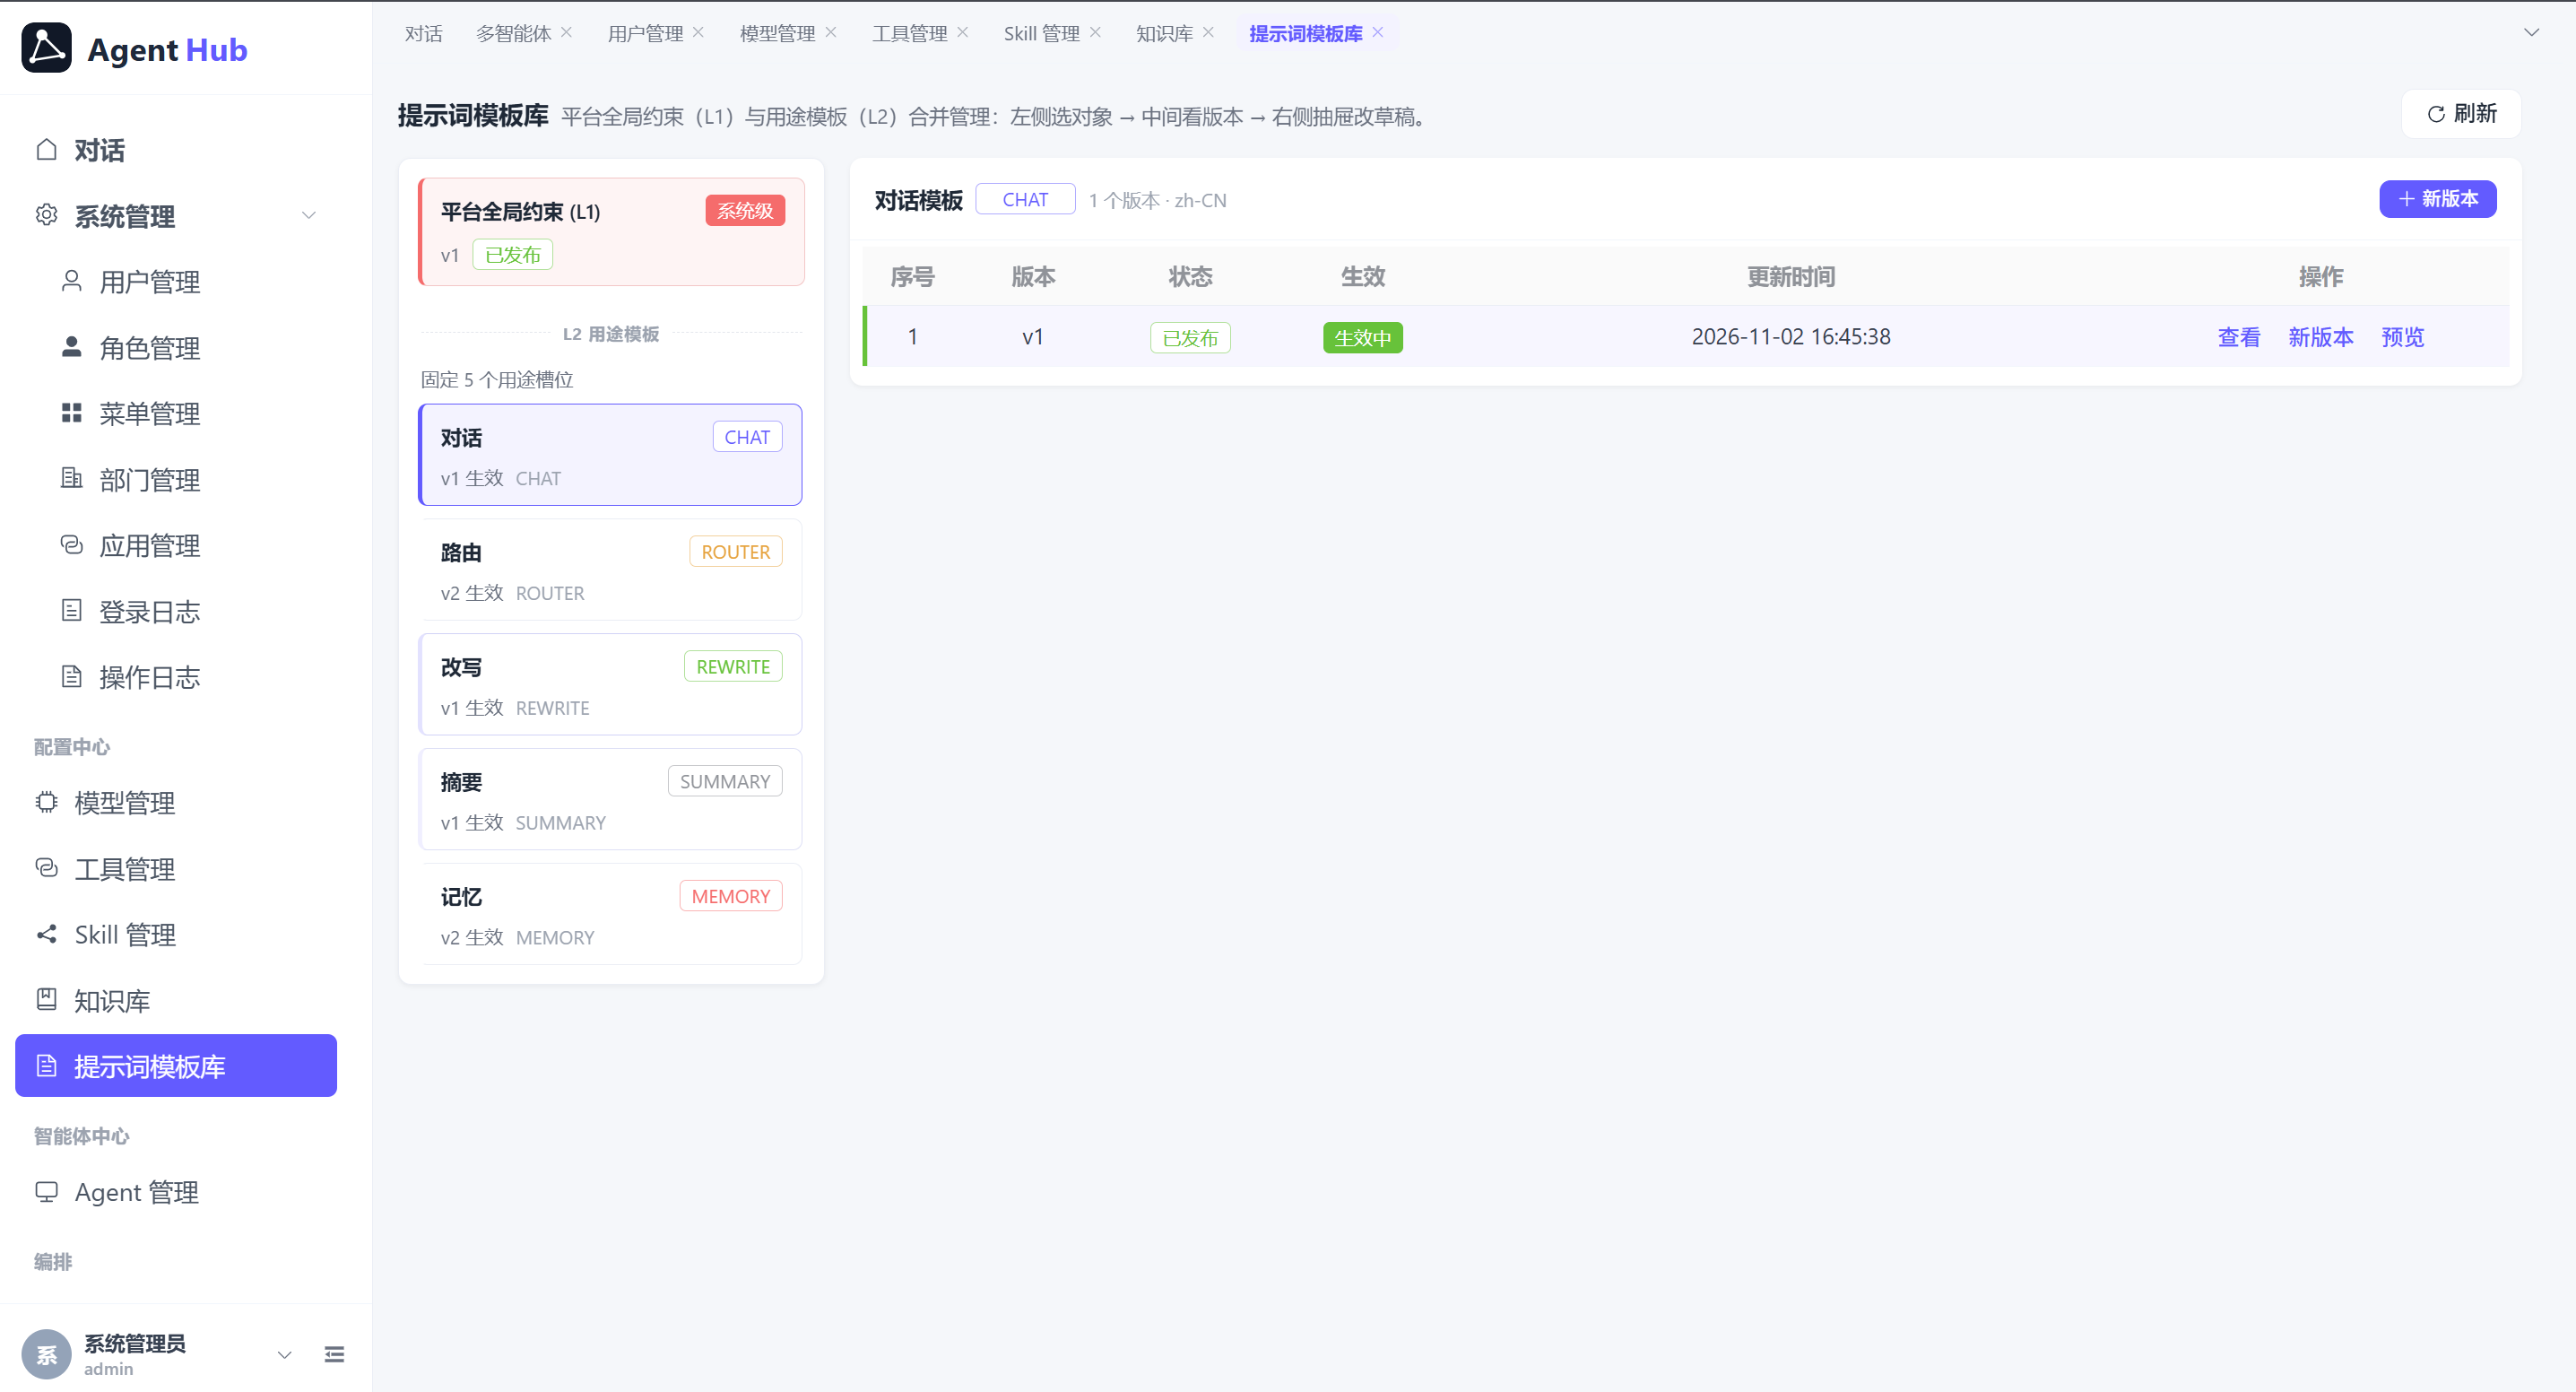 Agent Hub
对话
系统管理
用户管理
角色管理
菜单管理
部门管理
应用管理
登录日志
操作日志
配置中心
模型管理
工具管理
Skill 管理
知识库
提示词模板库
智能体中心
Agent 管理
编排
系 系统管理员
admin
对话 多智能体 用户管理 模型管理 工具管理 Skill 管理 知识库 提示词模板库
提示词模板库 平台全局约束（L1）与用途模板（L2）合并管理：左侧选对象 → 中间看版本 → 右侧抽屉改草稿。
刷新
平台全局约束 (L1) 系统级
v1 已发布
L2 用途模板
固定 5 个用途槽位
对话 CHAT
v1 生效 CHAT
路由 ROUTER
v2 生效 ROUTER
改写 REWRITE
v1 生效 REWRITE
摘要 SUMMARY
v1 生效 SUMMARY
记忆 MEMORY
v2 生效 MEMORY
对话模板 CHAT 1 个版本 · zh-CN
+ 新版本
序号 版本 状态 生效 更新时间 操作
1 v1 已发布 生效中 2026-11-02 16:45:38 查看 新版本 预览